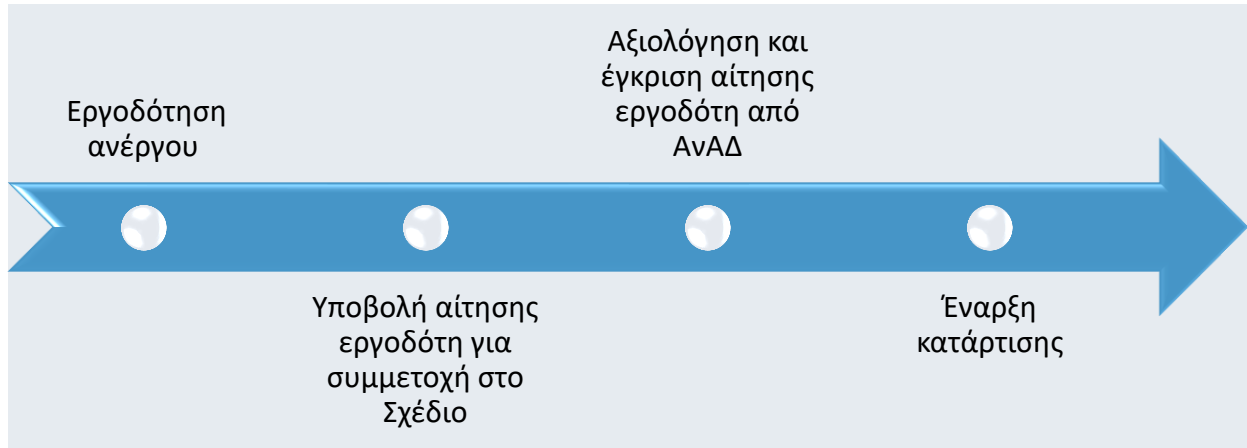 Εργοδότηση
ανέργου
Υποβολή αίτησης
εργοδότη για
συμμετοχή στο
Σχέδιο
Αξιολόγηση και
έγκριση αίτησης
εργοδότη από
ΑνΑΔ
Έναρξη
κατάρτισης